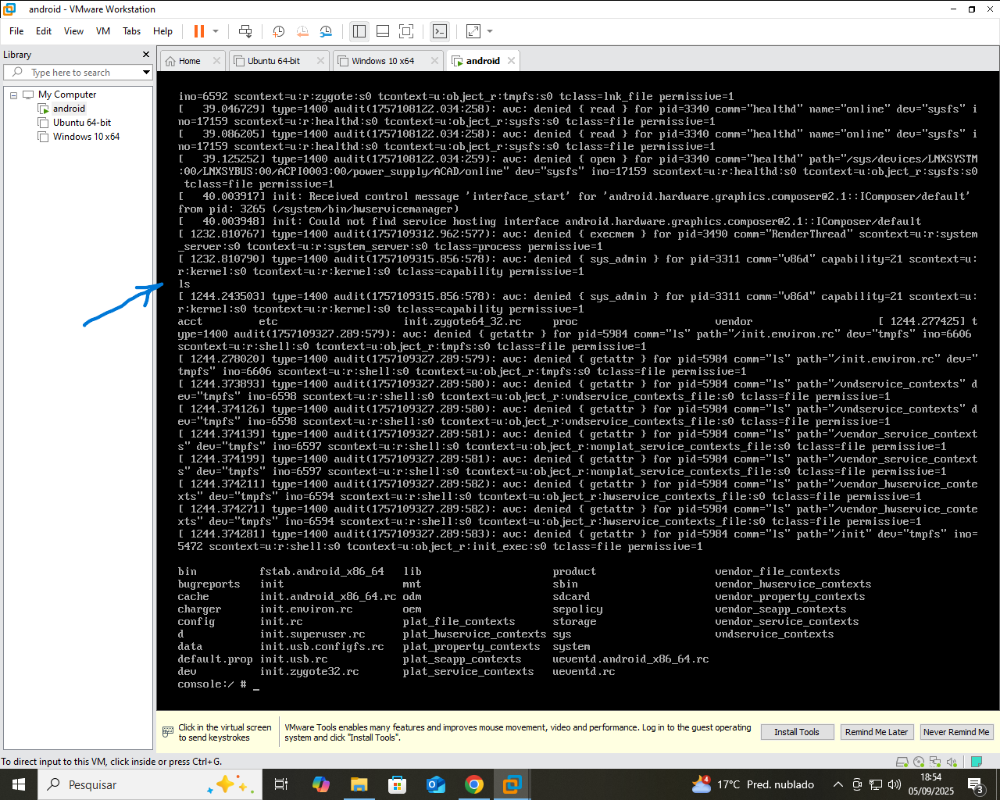 android - VMware Workstation
File Edit View VM Tabs Help
Library
Type here to search
My Computer
android
Ubuntu 64-bit
Windows 10 x64
Home
Ubuntu 64-bit
Windows 10 x64
android
ino=6592 scontext=u:r:zygote:s0 tcontext=u:object_r:tmpfs:s0 tclass=lnk_file permissive=1
[   39.046729] type=1400 audit(1757108122.034:258): avc: denied { read } for pid=3340 comm="healthd" name="online" dev="sysfs" i
no=17159 scontext=u:r:healthd:s0 tcontext=u:object_r:sysfs:s0 tclass=file permissive=1
[   39.086205] type=1400 audit(1757108122.034:258): avc: denied { read } for pid=3340 comm="healthd" name="online" dev="sysfs" i
no=17159 scontext=u:r:healthd:s0 tcontext=u:object_r:sysfs:s0 tclass=file permissive=1
[   39.125252] type=1400 audit(1757108122.034:259): avc: denied { open } for pid=3340 comm="healthd" path="/sys/devices/LNXSYSTM
:00/LNXSYBUS:00/ACPI0003:00/power_supply/ACAD/online" dev="sysfs" ino=17159 scontext=u:r:healthd:s0 tcontext=u:object_r:sysfs:s0
tclass=file permissive=1
[   40.003917] init: Received control message 'interface_start' for 'android.hardware.graphics.composer@2.1::IComposer/default'
from pid: 3265 (/system/bin/hwservicemanager)
[   40.003948] init: Could not find service hosting interface android.hardware.graphics.composer@2.1::IComposer/default
[ 1232.810767] type=1400 audit(1757109312.962:577): avc: denied { execmem } for pid=3490 comm="RenderThread" scontext=u:r:system
_server:s0 tcontext=u:r:system_server:s0 tclass=process permissive=1
[ 1232.810790] type=1400 audit(1757109315.856:578): avc: denied { sys_admin } for pid=3311 comm="v86d" capability=21 scontext=u:
r:kernel:s0 tcontext=u:r:kernel:s0 tclass=capability permissive=1
ls
[ 1244.243503] type=1400 audit(1757109315.856:578): avc: denied { sys_admin } for pid=3311 comm="v86d" capability=21 scontext=u:
r:kernel:s0 tcontext=u:r:kernel:s0 tclass=capability permissive=1
acct etc init.zygote64_32.rc proc vendor [ 1244.277425] t
ype=1400 audit(1757109327.289:579): avc: denied { getattr } for pid=5984 comm="ls" path="/init.environ.rc" dev="tmpfs" ino=6606
scontext=u:r:shell:s0 tcontext=u:object_r:tmpfs:s0 tclass=file permissive=1
[ 1244.278020] type=1400 audit(1757109327.289:579): avc: denied { getattr } for pid=5984 comm="ls" path="/init.environ.rc" dev="
tmpfs" ino=6606 scontext=u:r:shell:s0 tcontext=u:object_r:tmpfs:s0 tclass=file permissive=1
[ 1244.373893] type=1400 audit(1757109327.289:580): avc: denied { getattr } for pid=5984 comm="ls" path="/vndservice_contexts" d
ev="tmpfs" ino=6598 scontext=u:r:shell:s0 tcontext=u:object_r:vndservice_contexts_file:s0 tclass=file permissive=1
[ 1244.374126] type=1400 audit(1757109327.289:580): avc: denied { getattr } for pid=5984 comm="ls" path="/vndservice_contexts" d
ev="tmpfs" ino=6598 scontext=u:r:shell:s0 tcontext=u:object_r:vndservice_contexts_file:s0 tclass=file permissive=1
[ 1244.374139] type=1400 audit(1757109327.289:581): avc: denied { getattr } for pid=5984 comm="ls" path="/vendor_service_context
s" dev="tmpfs" ino=6597 scontext=u:r:shell:s0 tcontext=u:object_r:nonplat_service_contexts_file:s0 tclass=file permissive=1
[ 1244.374199] type=1400 audit(1757109327.289:581): avc: denied { getattr } for pid=5984 comm="ls" path="/vendor_service_context
s" dev="tmpfs" ino=6597 scontext=u:r:shell:s0 tcontext=u:object_r:nonplat_service_contexts_file:s0 tclass=file permissive=1
[ 1244.374211] type=1400 audit(1757109327.289:582): avc: denied { getattr } for pid=5984 comm="ls" path="/vendor_hwservice_conte
xts" dev="tmpfs" ino=6594 scontext=u:r:shell:s0 tcontext=u:object_r:hwservice_contexts_file:s0 tclass=file permissive=1
[ 1244.374271] type=1400 audit(1757109327.289:582): avc: denied { getattr } for pid=5984 comm="ls" path="/vendor_hwservice_conte
xts" dev="tmpfs" ino=6594 scontext=u:r:shell:s0 tcontext=u:object_r:hwservice_contexts_file:s0 tclass=file permissive=1
[ 1244.374281] type=1400 audit(1757109327.289:583): avc: denied { getattr } for pid=5984 comm="ls" path="/init" dev="tmpfs" ino=
5472 scontext=u:r:shell:s0 tcontext=u:object_r:init_exec:s0 tclass=file permissive=1
bin fstab.android_x86_64 lib product vendor_file_contexts
bugreports init mnt sbin vendor_hwservice_contexts
cache init.android_x86_64.rc odm sdcard vendor_property_contexts
charger init.environ.rc oem sepolicy vendor_seapp_contexts
config init.rc plat_file_contexts storage vendor_service_contexts
d init.superuser.rc plat_hwservice_contexts sys vndservice_contexts
data init.usb.configfs.rc plat_property_contexts system
default.prop init.usb.rc plat_seapp_contexts ueventd.android_x86_64.rc
dev init.zygote32.rc plat_service_contexts ueventd.rc
console:/ # _
Click in the virtual screen
to send keystrokes
VMware Tools enables many features and improves mouse movement, video and performance. Log in to the guest operating
system and click "Install Tools".
Install Tools
Remind Me Later
Never Remind Me
To direct input to this VM, click inside or press Ctrl+G.
Pesquisar
4
17°C Pred. nublado
18:54
05/09/2025
3